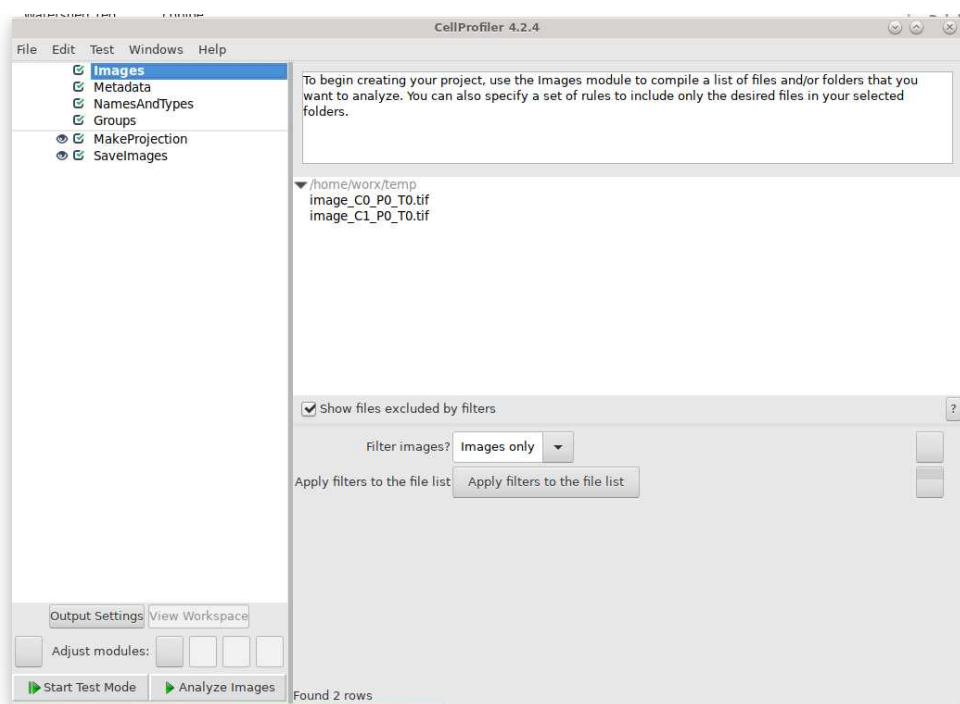 CellProfiler 4.2.4
File Edit Test Windows Help
Images
Metadata
NamesAndTypes
Groups
MakeProjection
SaveImages
To begin creating your project, use the Images module to compile a list of files and/or folders that you
want to analyze. You can also specify a set of rules to include only the desired files in your selected
folders.
/home/worx/temp
image_C0_P0_T0.tif
image_C1_P0_T0.tif
Show files excluded by filters
?
Filter images? Images only
Apply filters to the file list Apply filters to the file list
Output Settings View Workspace
Adjust modules:
Start Test Mode Analyze Images
Found 2 rows